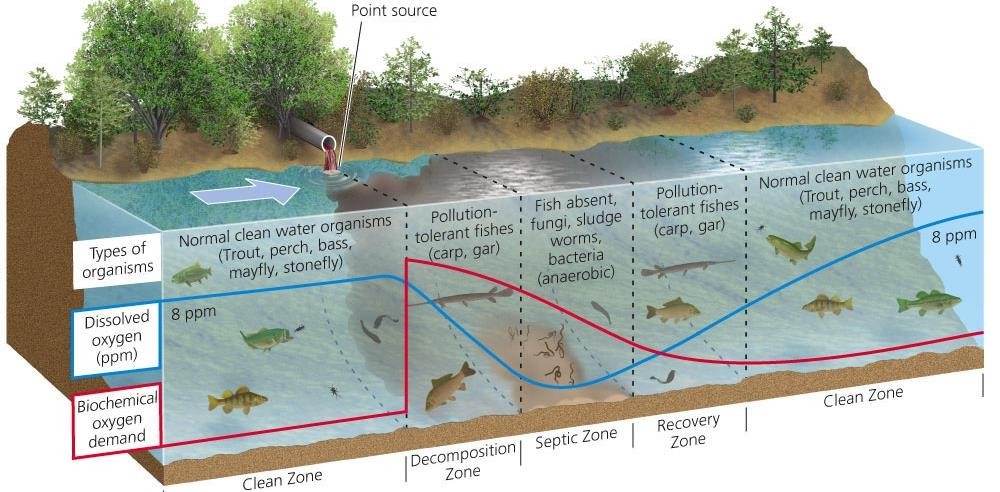 Point source
Types of
organisms
Normal clean water organisms
(Trout, perch, bass,
mayfly, stonefly)
Pollution-
tolerant fishes
(carp, gar)
Fish absent,
fungi, sludge
worms,
bacteria
(anaerobic)
Pollution-
tolerant fishes
(carp, gar)
Normal clean water organisms
(Trout, perch, bass,
mayfly, stonefly)
Dissolved
oxygen
(ppm)
8 ppm
8 ppm
Biochemical
oxygen
demand
Clean Zone
Decomposition
Zone
Septic Zone
Recovery
Zone
Clean Zone